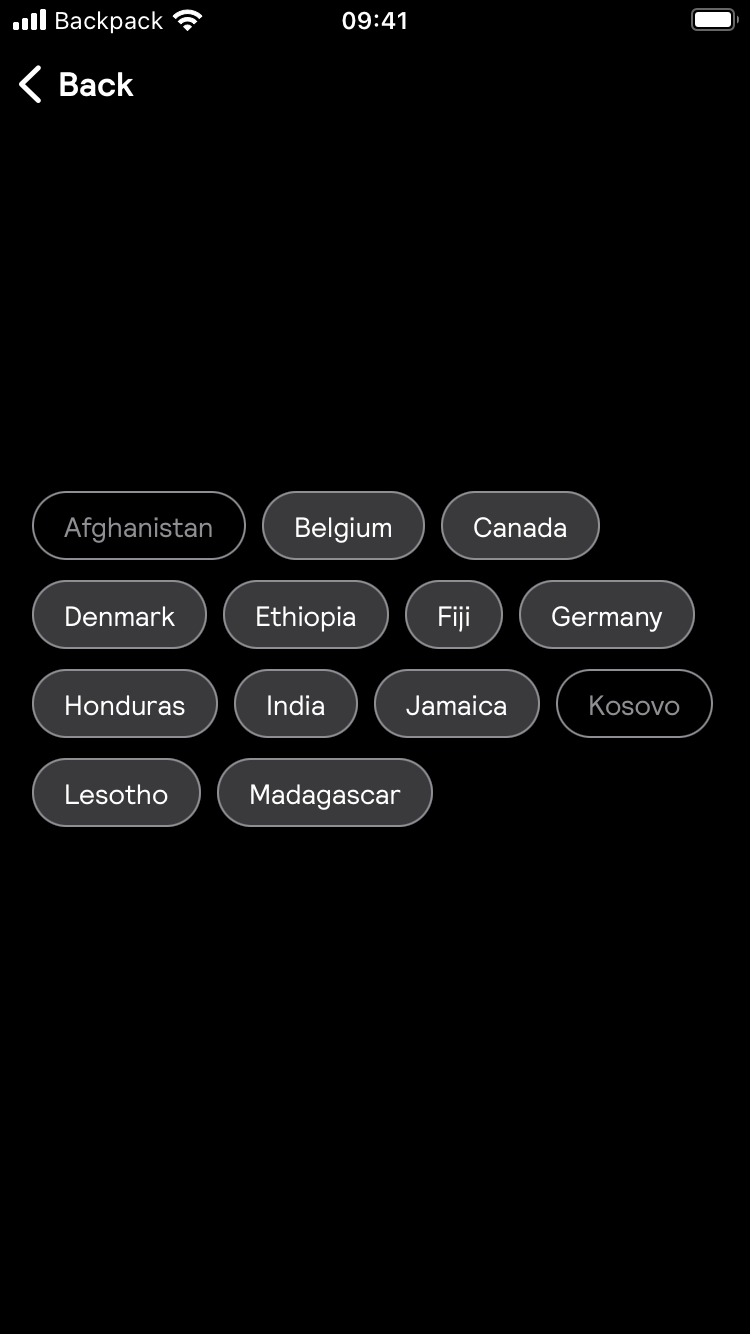 Backpack 09:41
Back
Afghanistan Belgium Canada
Denmark Ethiopia Fiji Germany
Honduras India Jamaica Kosovo
Lesotho Madagascar